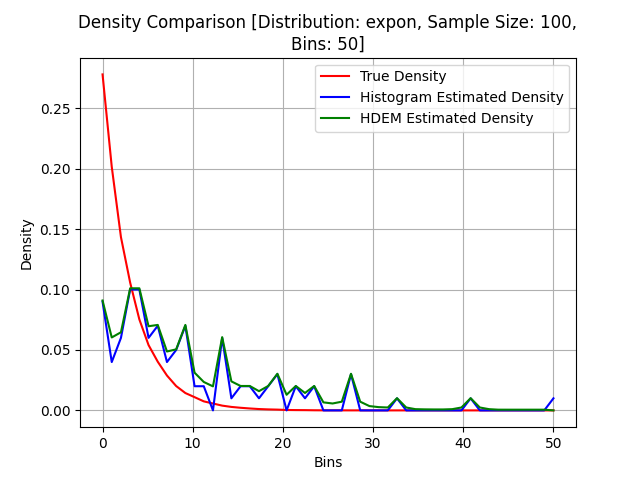 Density Comparison [Distribution: expon, Sample Size: 100,
Bins: 50]
True Density
Histogram Estimated Density
HDEM Estimated Density
Density
0.25
0.20
0.15
0.10
0.05
0.00
0 10 20 30 40 50
Bins